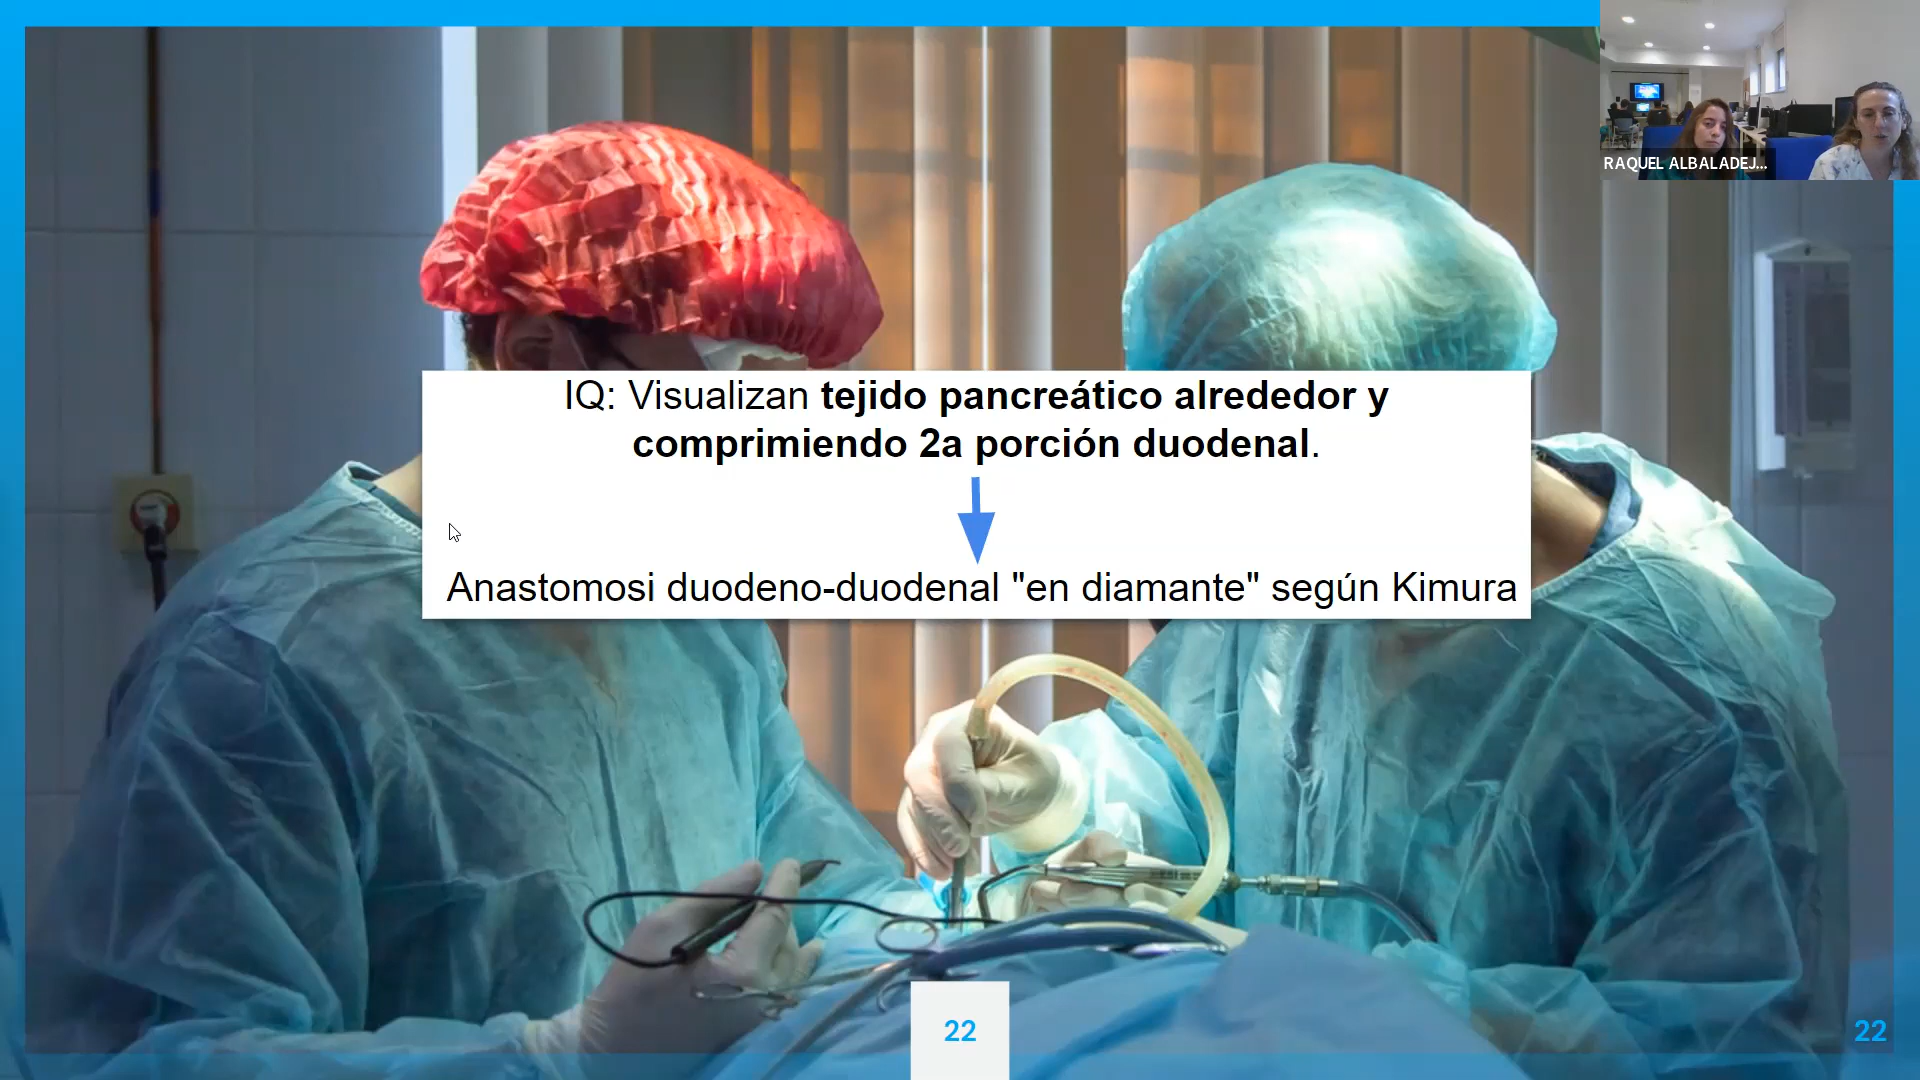 RAQUEL ALBALADEJ...
IQ: Visualizan tejido pancreático alrededor y
comprimiendo 2a porción duodenal.
Anastomosi duodeno-duodenal "en diamante" según Kimura
22
22